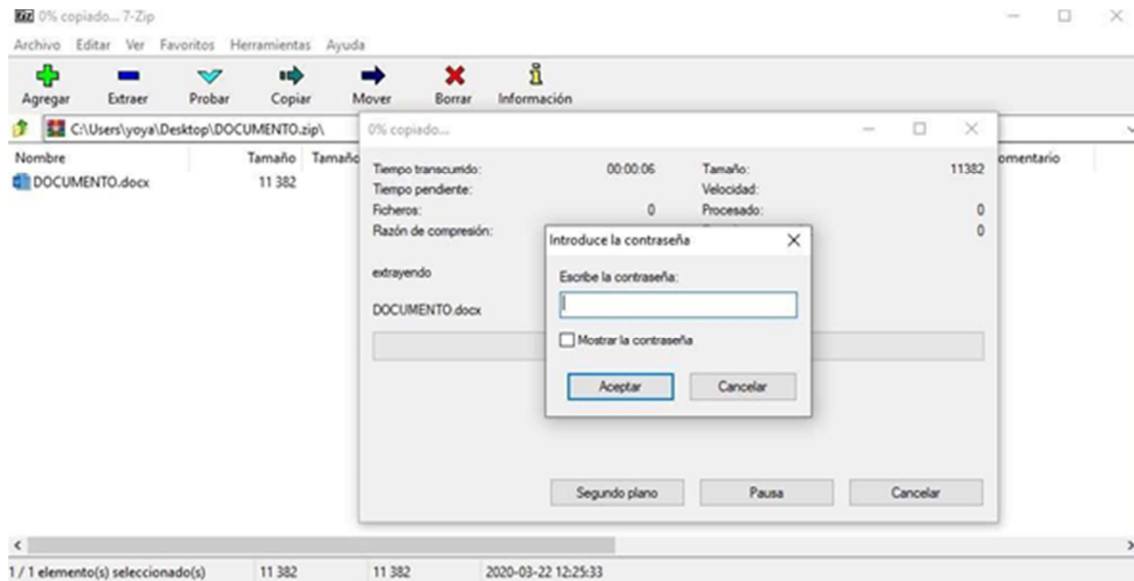 0% copiado... 7-Zip
Archivo Editar Ver Favoritos Herramientas Ayuda
Agregar Extraer Probar Copiar Mover Borrar Información
C:\Users\yoya\Desktop\DOCUMENTO.zip\
Nombre Tamaño Tamaño omentario
DOCUMENTO.docx 11 382
0% copiado...
Tiempo transcurrido: 00:00:06 Tamaño: 11382
Tiempo pendiente: Velocidad:
Ficheros: 0 Procesado: 0
Razón de compresión: 0
extrayendo
DOCUMENTO.docx
Introduce la contraseña
Escribe la contraseña:
Mostrar la contraseña
Aceptar Cancelar
Segundo plano Pausa Cancelar
1 / 1 elemento(s) seleccionado(s) 11 382 11 382 2020-03-22 12:25:33